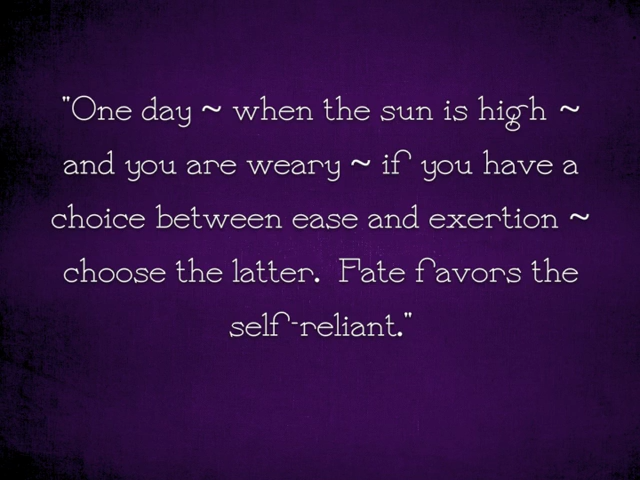 "One day ~ when the sun is high ~
and you are weary ~ if you have a
choice between ease and exertion ~
choose the latter.  Fate favors the
self-reliant."